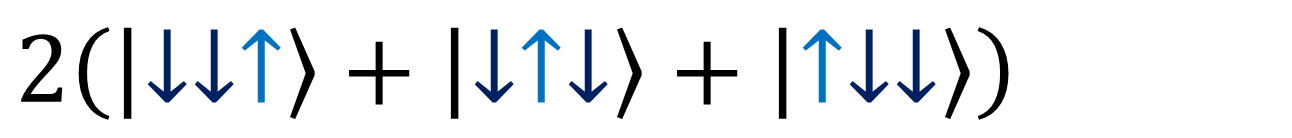 2(|↓↓↑⟩ + |↓↑↓⟩ + |↑↓↓⟩)